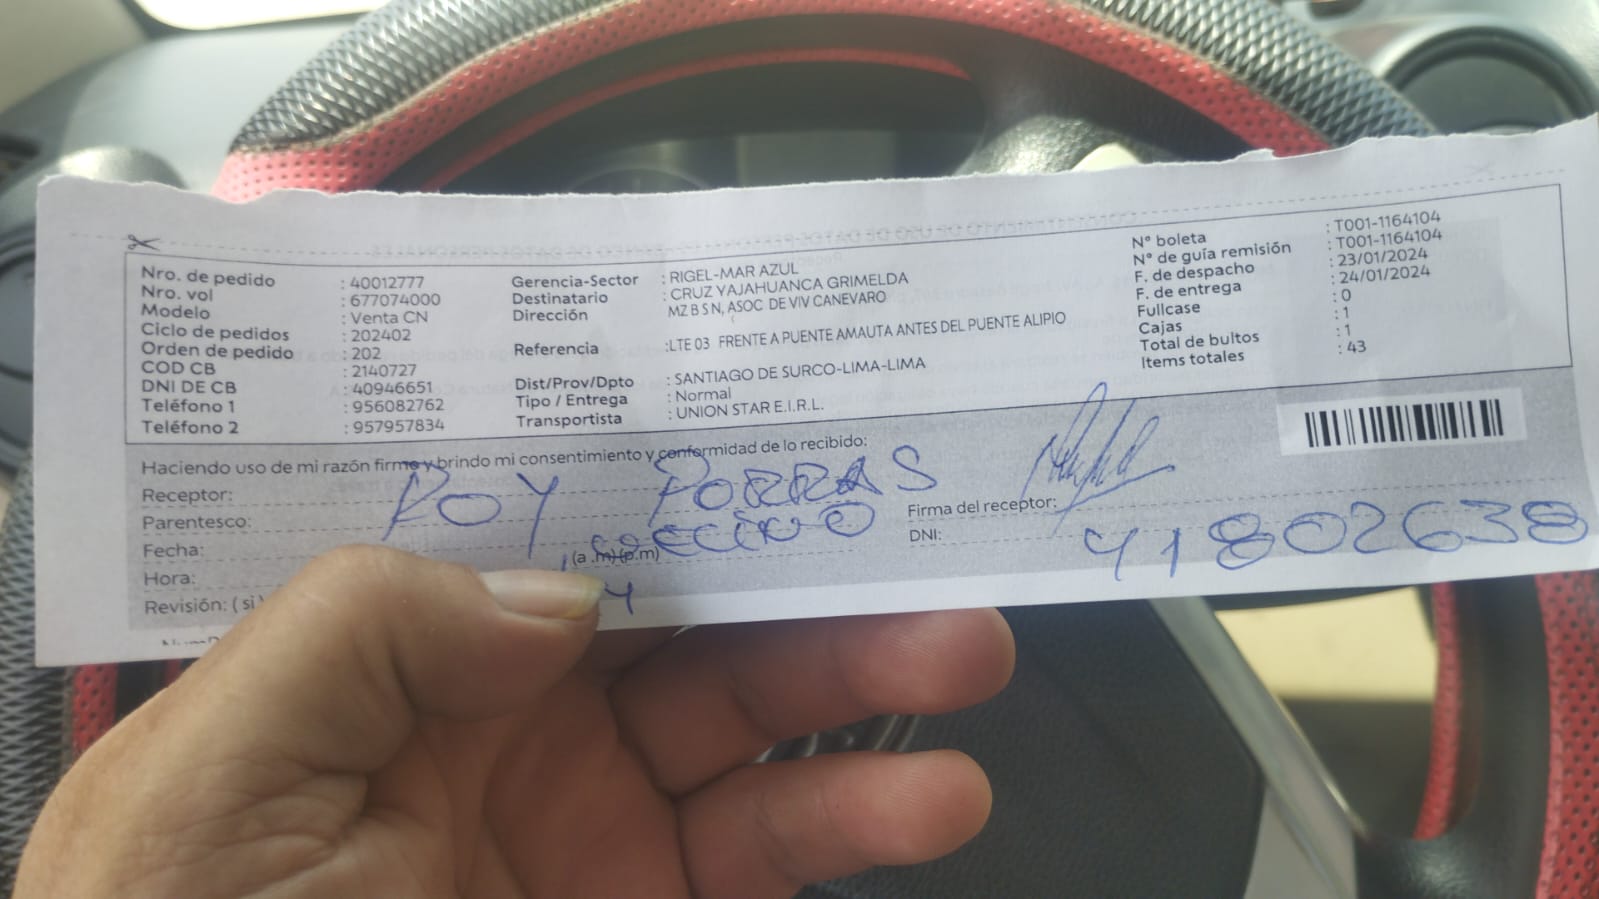 Nro. de pedido : 40012777
Nro. vol : 677074000
Modelo : Venta CN
Ciclo de pedidos : 202402
Orden de pedido : 202
COD CB : 2140727
DNI DE CB : 40946651
Teléfono 1 : 956082762
Teléfono 2 : 957957834
Gerencia-Sector : RIGEL-MAR AZUL
Destinatario : CRUZ YAJAHUANCA GRIMELDA
Dirección MZ B S N, ASOC DE VIV CANEVARO
Referencia :LTE 03 FRENTE A PUENTE AMAUTA ANTES DEL PUENTE ALIPIO
Dist/Prov/Dpto : SANTIAGO DE SURCO-LIMA-LIMA
Tipo / Entrega : Normal
Transportista : UNION STAR E.I.R.L.
N° boleta : T001-1164104
N° de guía remisión : T001-1164104
F. de despacho : 23/01/2024
F. de entrega : 24/01/2024
Fullcase : 0
Cajas : 1
Total de bultos : 1
Items totales : 43
Haciendo uso de mi razón firmo y brindo mi consentimiento y conformidad de lo recibido:
Receptor: ROY PORRAS
Parentesco:
Fecha:
Hora: (a .m) (p.m)
Revisión: ( si )
Firma del receptor:
DNI: 41802638